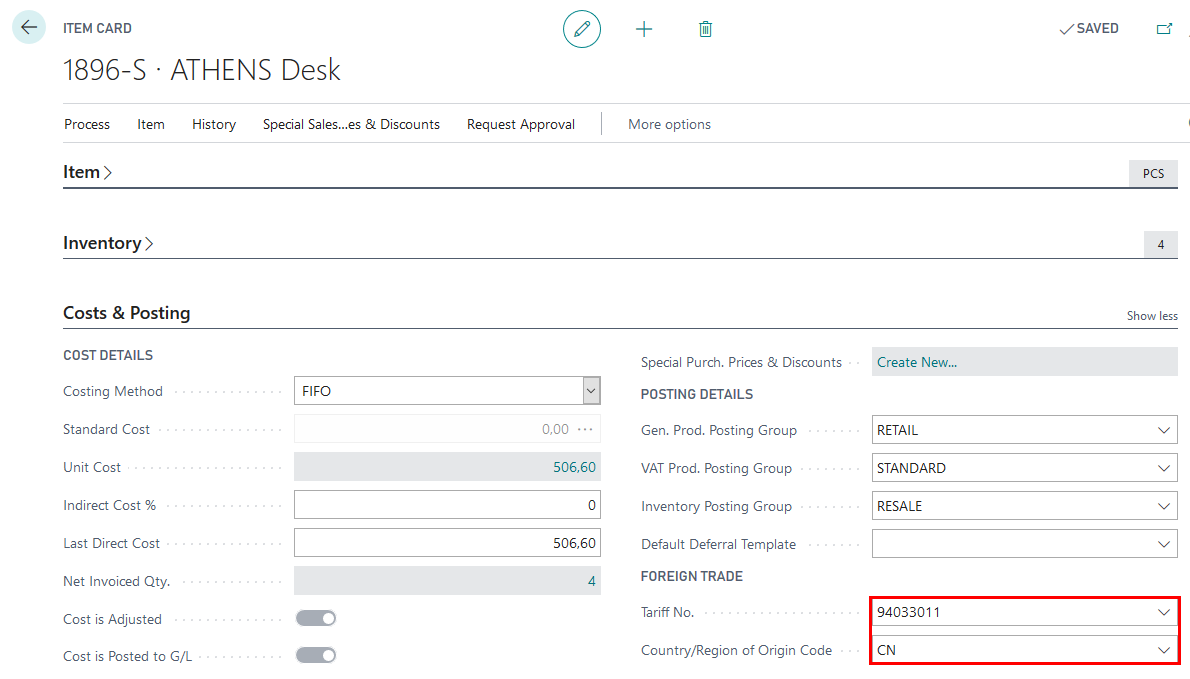 ITEM CARD
SAVED
1896-S · ATHENS Desk
Process Item History Special Sales...es & Discounts Request Approval More options
Item
PCS
Inventory
4
Costs & Posting
Show less
COST DETAILS
Costing Method FIFO
Standard Cost 0,00 ...
Unit Cost 506,60
Indirect Cost % 0
Last Direct Cost 506,60
Net Invoiced Qty. 4
Cost is Adjusted
Cost is Posted to G/L
Special Purch. Prices & Discounts Create New...
POSTING DETAILS
Gen. Prod. Posting Group RETAIL
VAT Prod. Posting Group STANDARD
Inventory Posting Group RESALE
Default Deferral Template
FOREIGN TRADE
Tariff No. 94033011
Country/Region of Origin Code CN